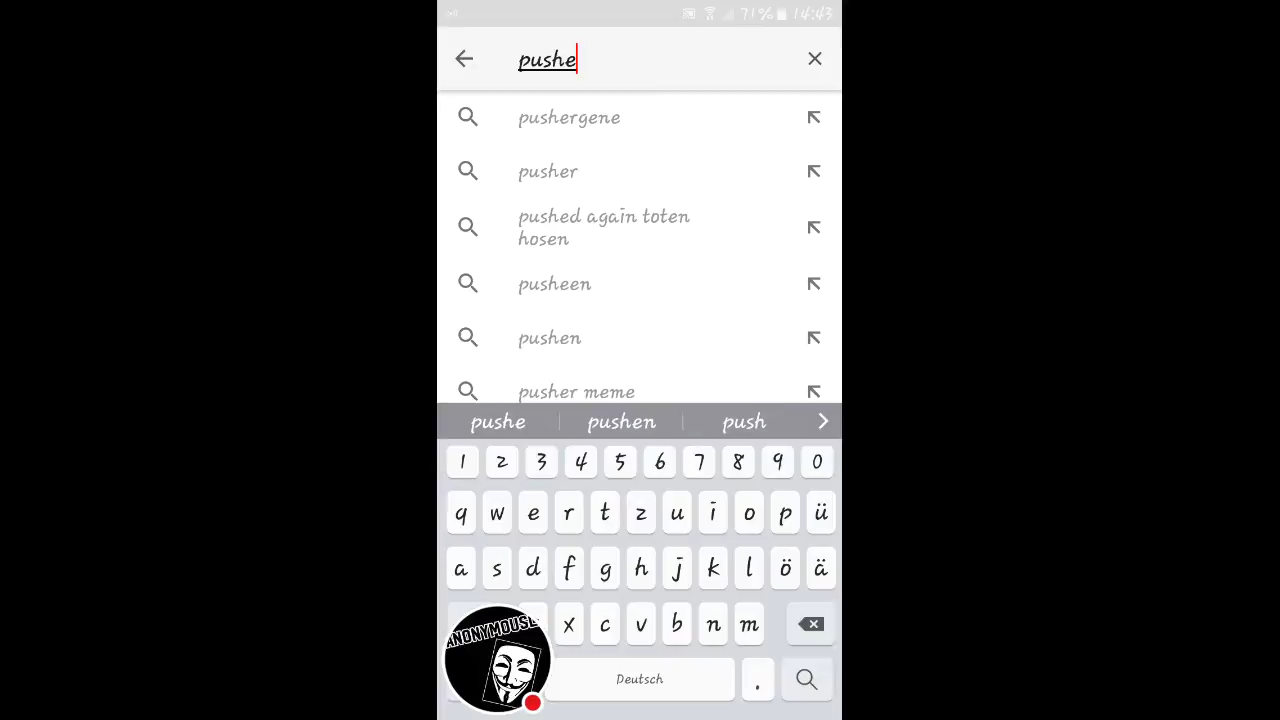 71% 14:43
pushe
pushergene
pusher
pushed again toten
hosen
pusheen
pushen
pusher meme
pushe pushen push
1 2 3 4 5 6 7 8 9 0
q w e r t z u i o p ü
a s d f g h j k l ö ä
x c v b n m
ANONYMOUSE
Deutsch .